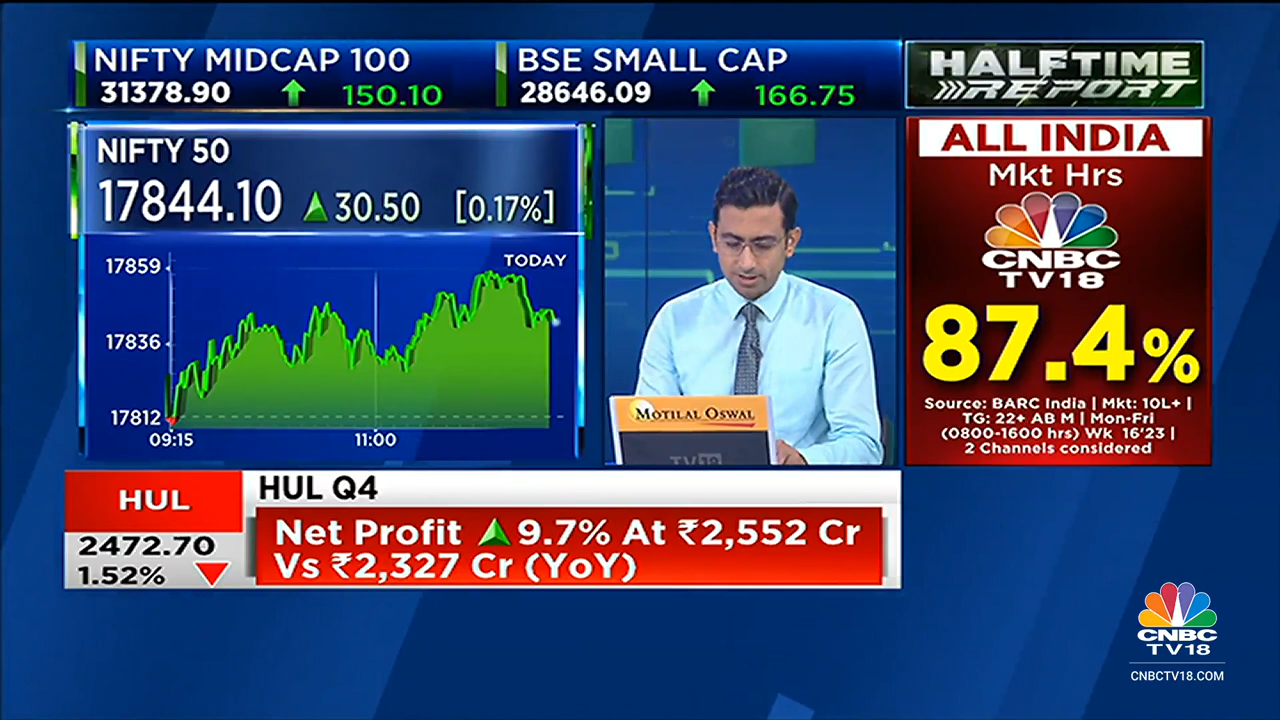 NIFTY MIDCAP 100
31378.90 150.10
BSE SMALL CAP
28646.09 166.75
HALFTIME
REPORT
NIFTY 50
17844.10 30.50 [0.17%]
TODAY
17859
17836
17812
09:15 11:00
MOTILAL OSWAL
TV18
ALL INDIA
Mkt Hrs
CNBC
TV18
87.4%
Source: BARC India | Mkt: 10L+ |
TG: 22+ AB M | Mon-Fri
(0800-1600 hrs) Wk 16'23 |
2 Channels considered
HUL
2472.70
1.52%
HUL Q4
Net Profit 9.7% At ₹2,552 Cr
Vs ₹2,327 Cr (YoY)
CNBC
TV18
CNBCTV18.COM